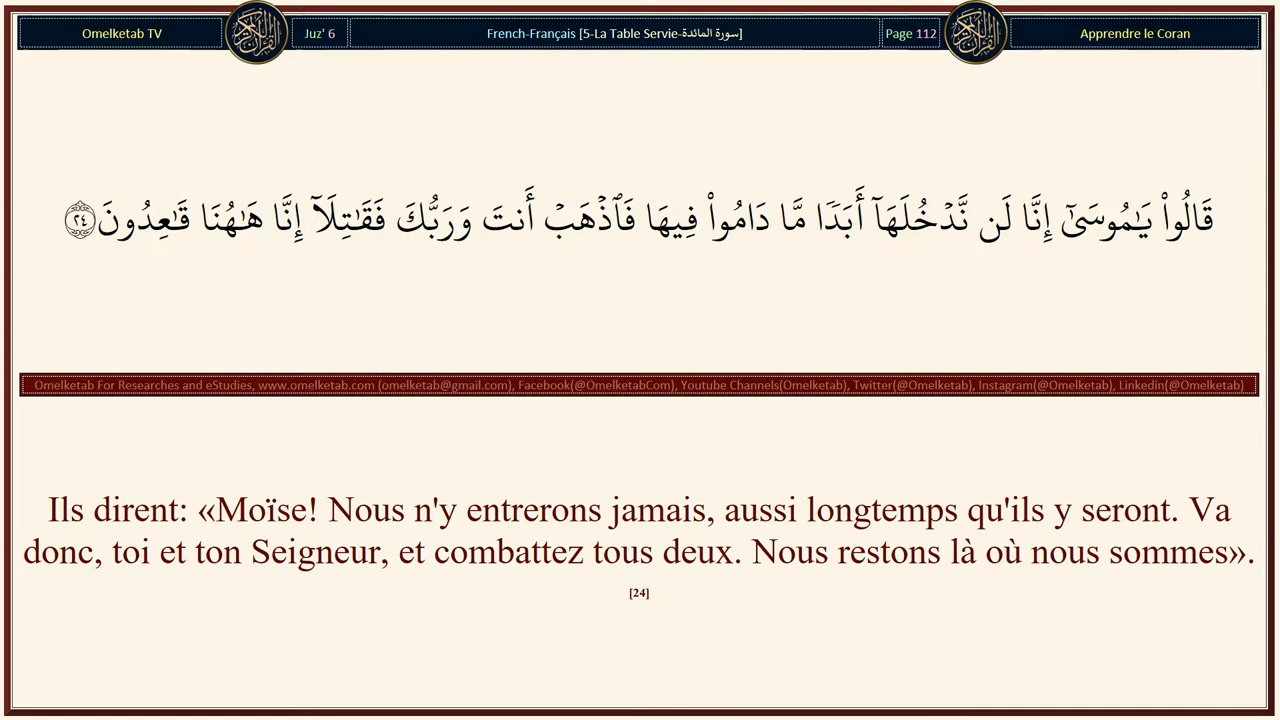 Omelketab TV
Juz' 6
French-Français [5-La Table Servie-سورة المائدة]
Page 112
Apprendre le Coran
قَالُوا۟ يَـٰمُوسَىٰٓ إِنَّا لَن نَّدْخُلَهَآ أَبَدًا مَّا دَامُوا۟ فِيهَا فَٱذْهَبْ أَنتَ وَرَبُّكَ فَقَـٰتِلَآ إِنَّا هَـٰهُنَا قَـٰعِدُونَ ٢٤
Omelketab For Researches and eStudies, www.omelketab.com (omelketab@gmail.com), Facebook(@OmelketabCom), Youtube Channels(Omelketab), Twitter(@Omelketab), Instagram(@Omelketab), Linkedin(@Omelketab)
Ils dirent: «Moïse! Nous n'y entrerons jamais, aussi longtemps qu'ils y seront. Va
donc, toi et ton Seigneur, et combattez tous deux. Nous restons là où nous sommes».
[24]